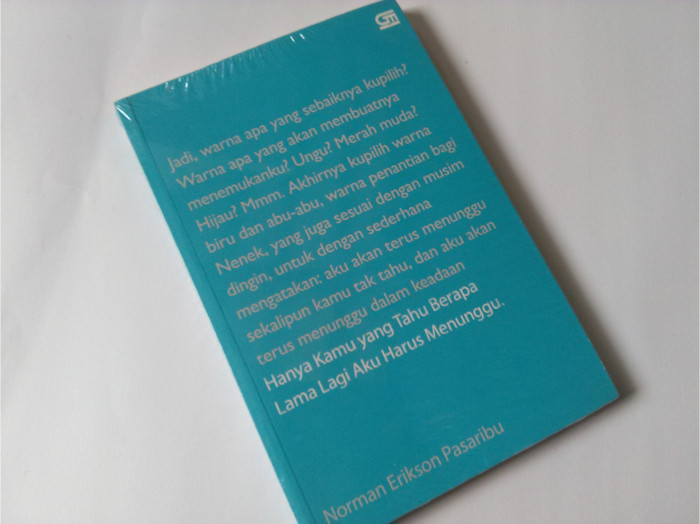 Jadi, warna apa yang sebaiknya kupilih?
Warna apa yang akan membuatnya
menemukanku? Ungu? Merah muda?
Hijau? Mmm. Akhirnya kupilih warna
biru dan abu-abu, warna penantian bagi
Nenek, yang juga sesuai dengan musim
dingin, untuk dengan sederhana
mengatakan: aku akan terus menunggu
sekalipun kamu tak tahu, dan aku akan
terus menunggu dalam keadaan
Hanya Kamu yang Tahu Berapa
Lama Lagi Aku Harus Menunggu.
Norman Erikson Pasaribu